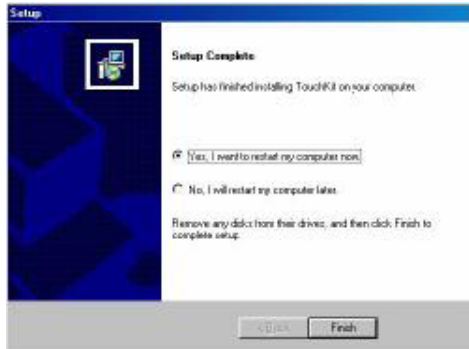 Setup
Setup Complete
Setup has finished installing TouchKit on your computer.
Yes, I want to restart my computer now.
No, I will restart my computer later.
Remove any disks from their drives, and then click Finish to
complete setup.
< Back
Finish